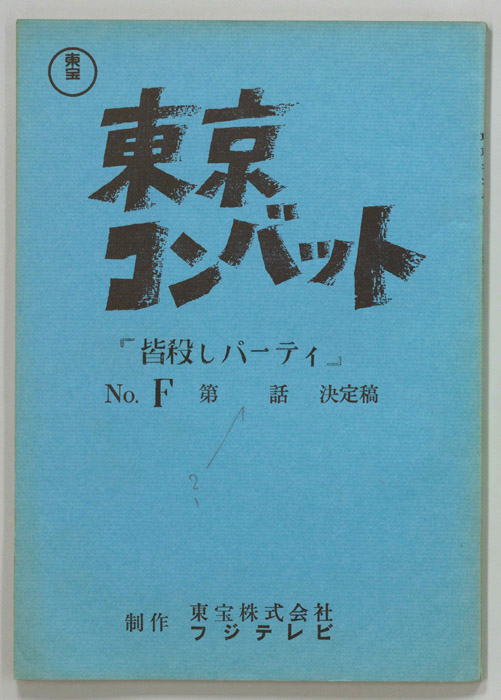 東宝
東京
コンバット
『皆殺しパーティ』
No. F 第 話 決定稿
制作 東宝株式会社
フジテレビ